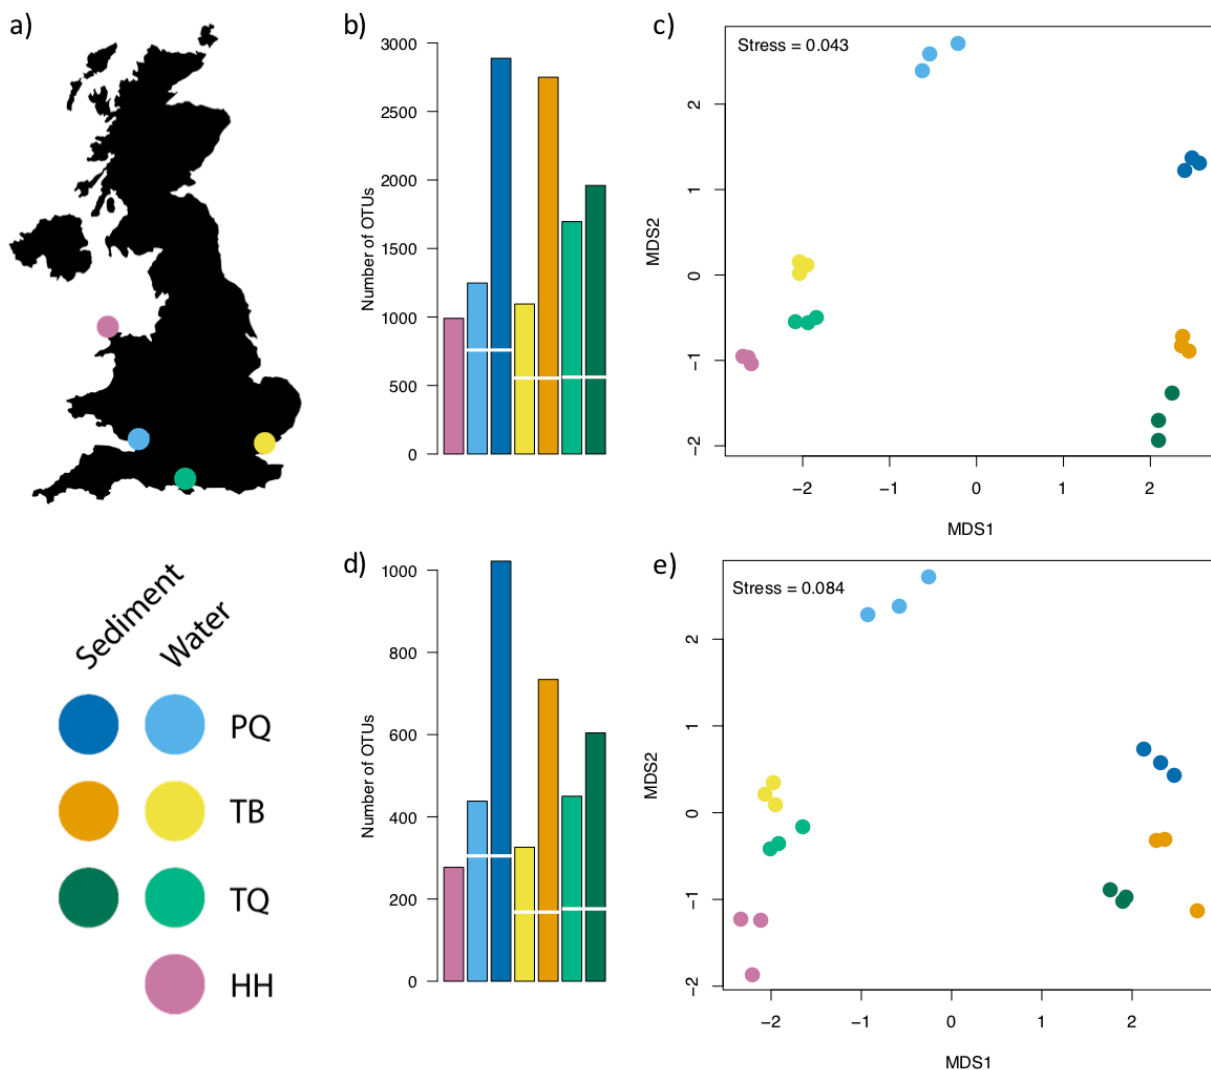 a)
b)
3000
2500
2000
1500
1000
500
0
Number of OTUs
c)
Stress = 0.043
2
1
0
−1
−2
MDS2
−2
−1
0
1
2
MDS1
Sediment
Water
PQ
TB
TQ
HH
d)
1000
800
600
400
200
0
Number of OTUs
e)
Stress = 0.084
2
1
0
−1
−2
MDS2
−2
−1
0
1
2
MDS1